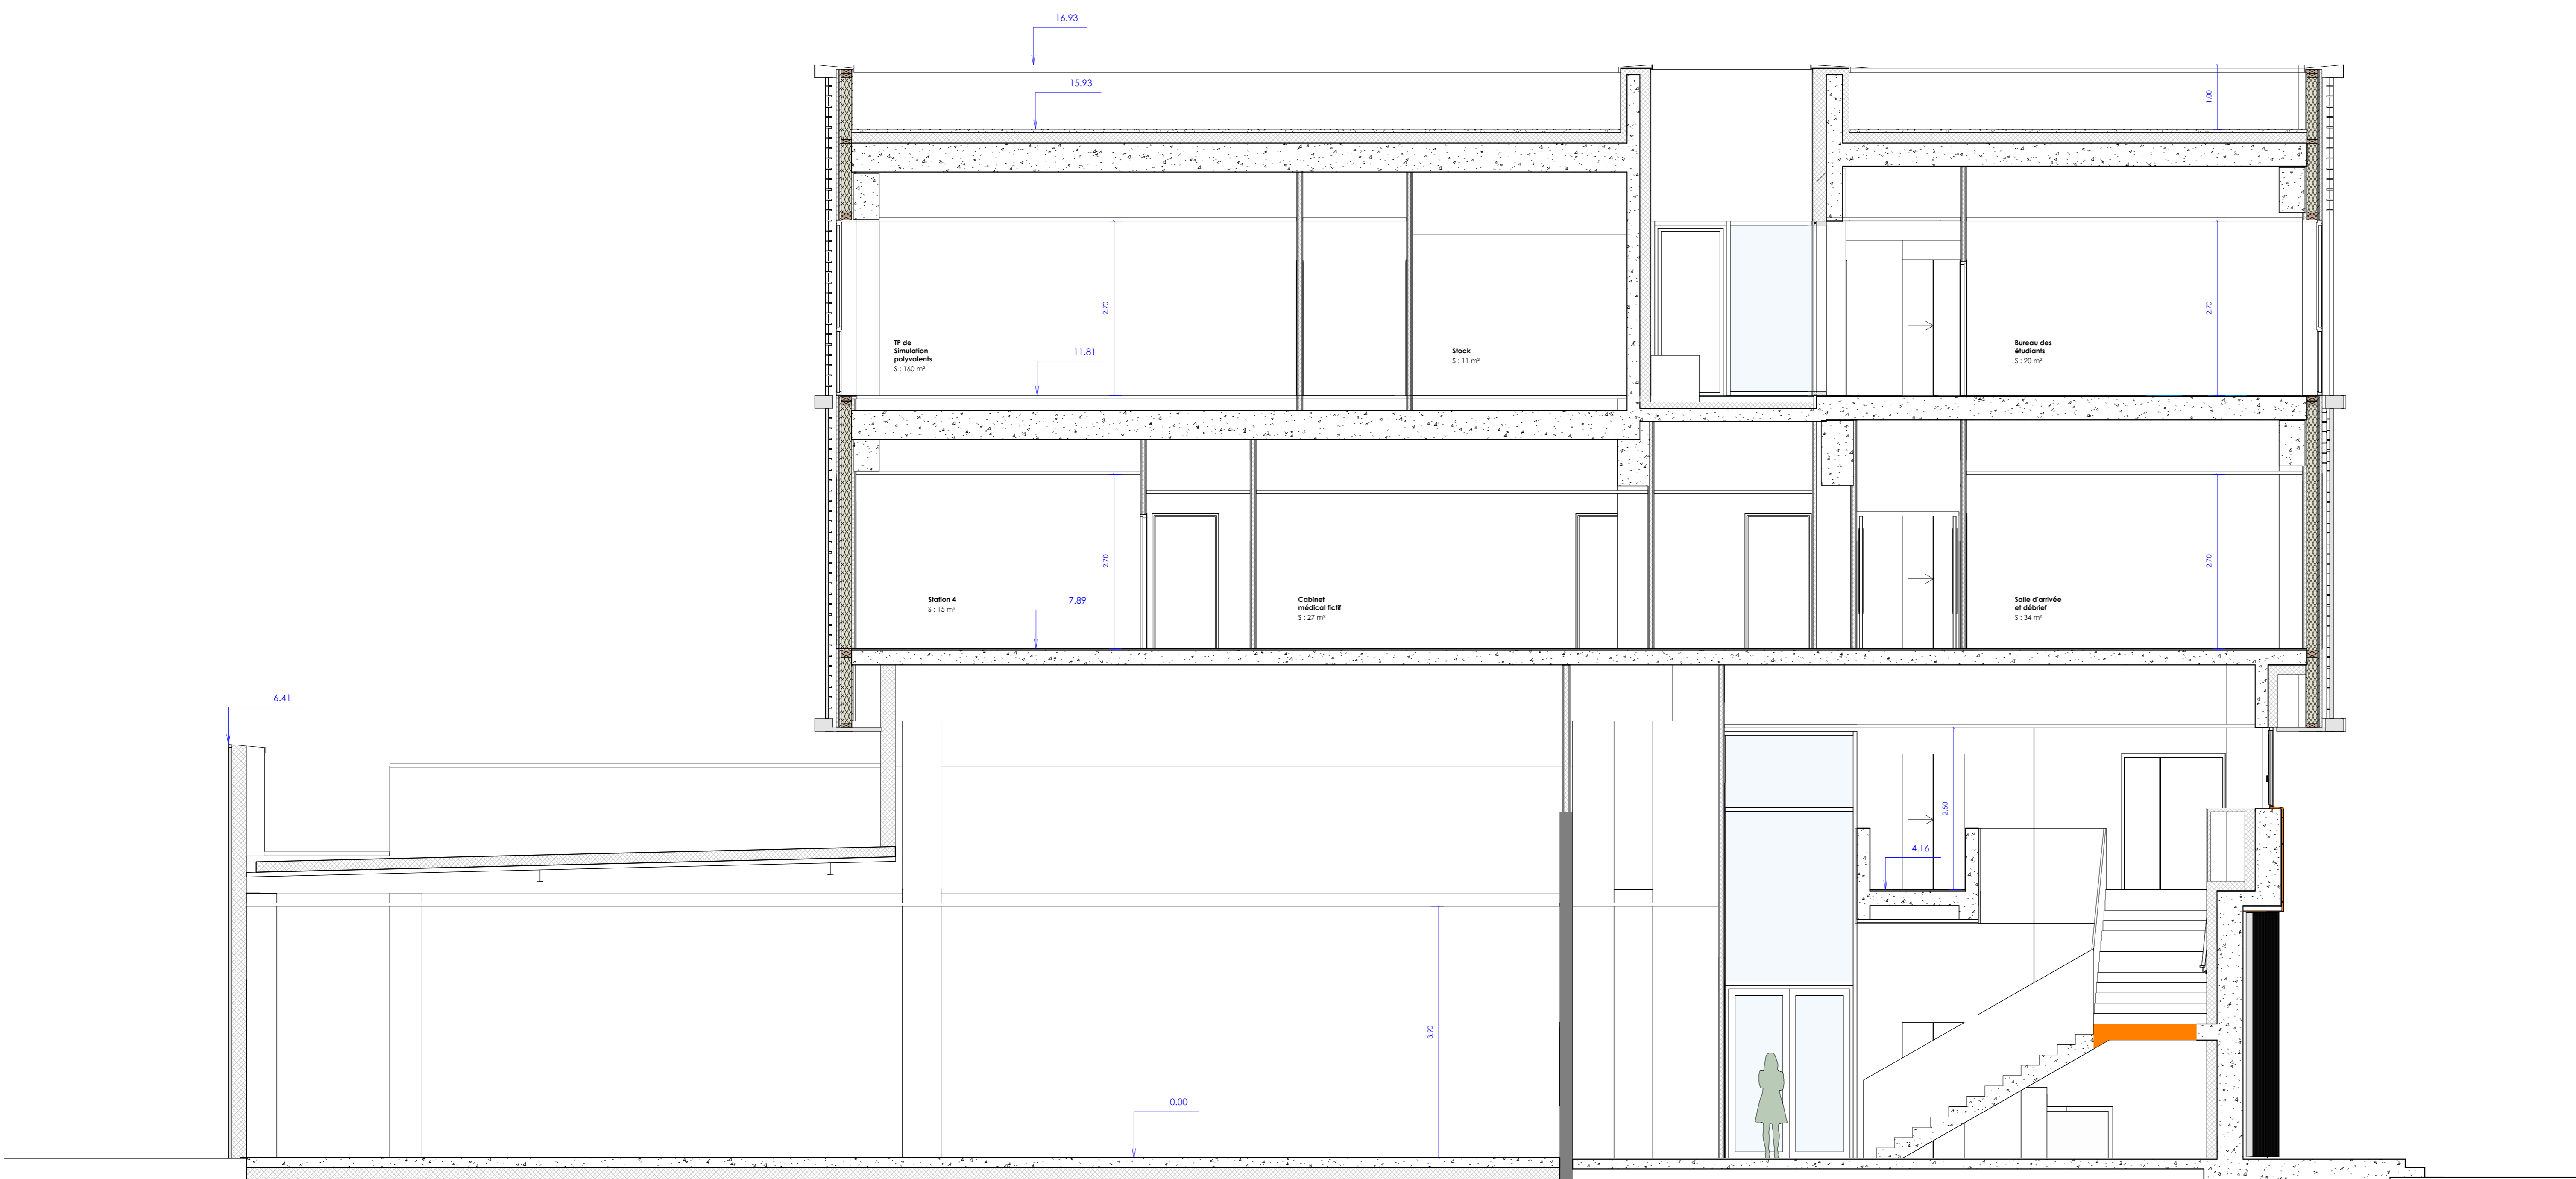 16.93
15.93
1.00
2.70
2.70
TP de
Simulation
polyvalents
S : 160 m²
11.81
Stock
S : 11 m²
Bureau des
étudiants
S : 20 m²
2.70
2.70
Station 4
S : 15 m²
7.89
Cabinet
médical fictif
S : 27 m²
Salle d'arrivée
et débrief
S : 34 m²
6.41
2.50
4.16
3.90
0.00